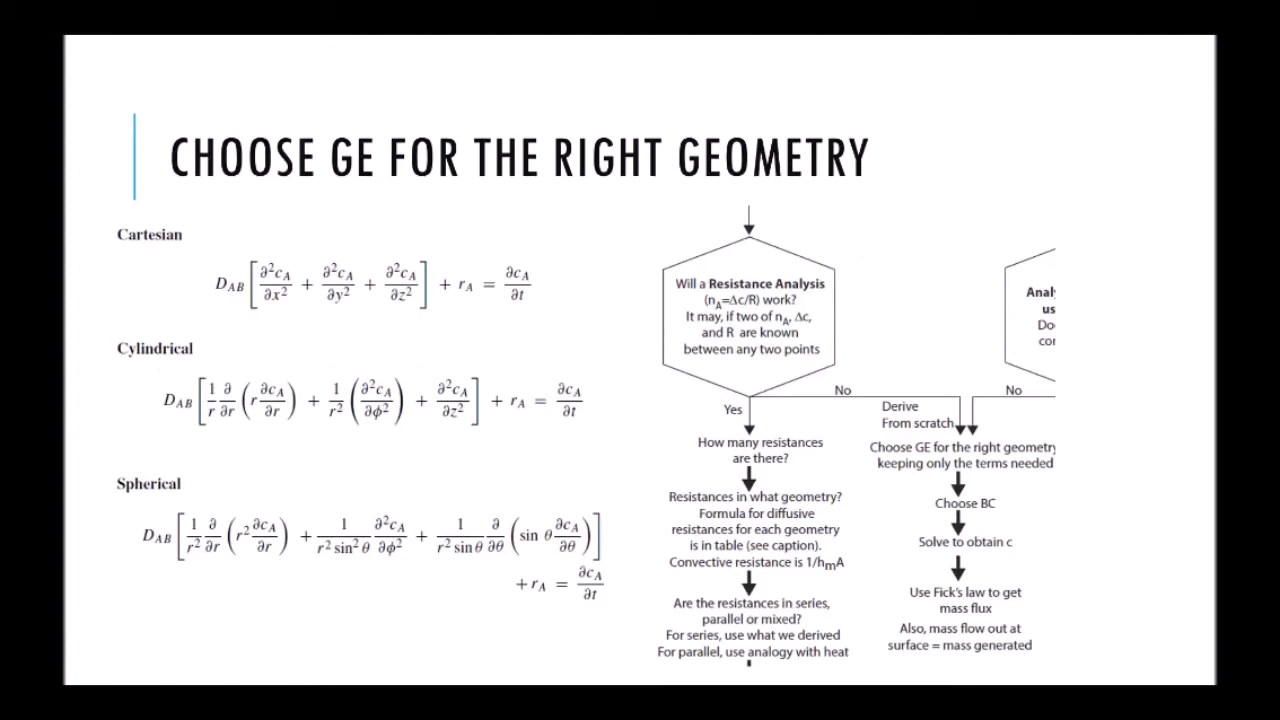 CHOOSE GE FOR THE RIGHT GEOMETRY
Cartesian
D_AB [∂²c_A/∂x² + ∂²c_A/∂y² + ∂²c_A/∂z²] + r_A = ∂c_A/∂t
Cylindrical
D_AB [1/r ∂/∂r (r ∂c_A/∂r) + 1/r² (∂²c_A/∂ϕ²) + ∂²c_A/∂z²] + r_A = ∂c_A/∂t
Spherical
D_AB [1/r² ∂/∂r (r² ∂c_A/∂r) + 1/(r² sin² θ) ∂²c_A/∂ϕ² + 1/(r² sin θ) ∂/∂θ (sin θ ∂c_A/∂θ)]
+ r_A = ∂c_A/∂t
Will a Resistance Analysis
(n_A=Δc/R) work?
It may, if two of n_A, Δc,
and R are known
between any two points
Yes
No
How many resistances
are there?
Resistances in what geometry?
Formula for diffusive
resistances for each geometry
is in table (see caption).
Convective resistance is 1/h_mA
Are the resistances in series,
parallel or mixed?
For series, use what we derived
For parallel, use analogy with heat
Derive
From scratch
No
Choose GE for the right geometry
keeping only the terms needed
Choose BC
Solve to obtain c
Use Fick's law to get
mass flux
Also, mass flow out at
surface = mass generated